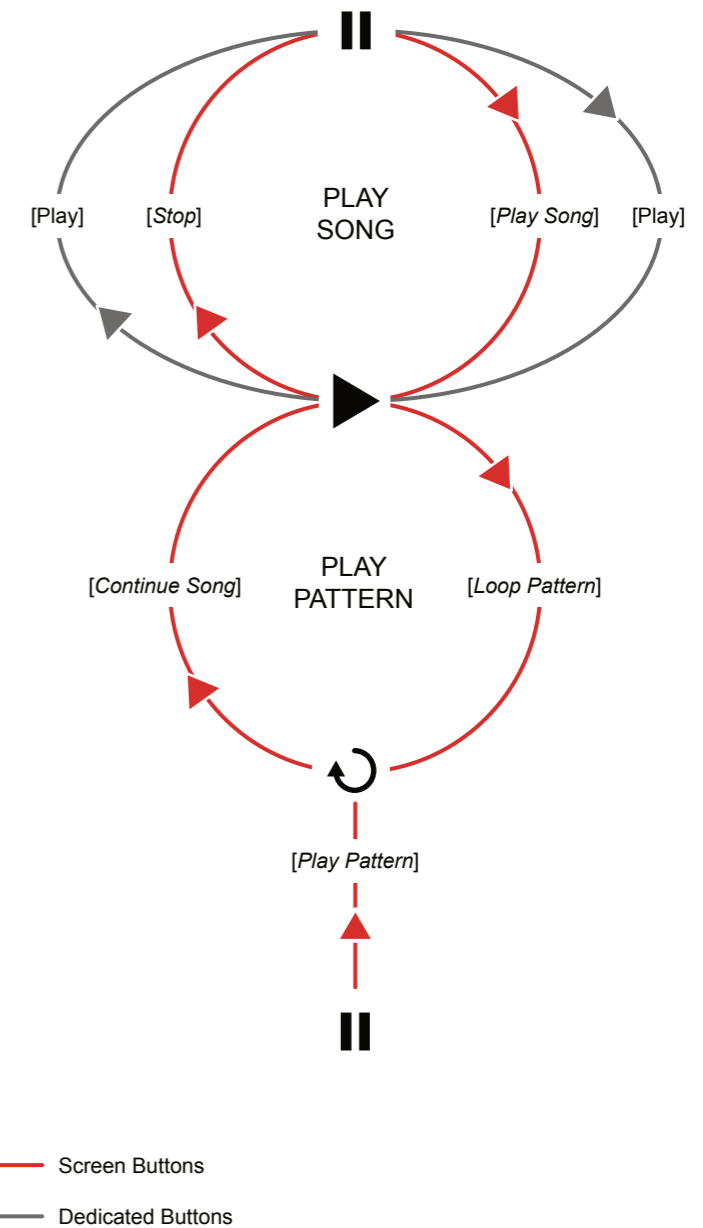 PLAY
SONG
[Play]
[Stop]
[Play Song]
[Play]
PLAY
PATTERN
[Continue Song]
[Loop Pattern]
[Play Pattern]
Screen Buttons
Dedicated Buttons